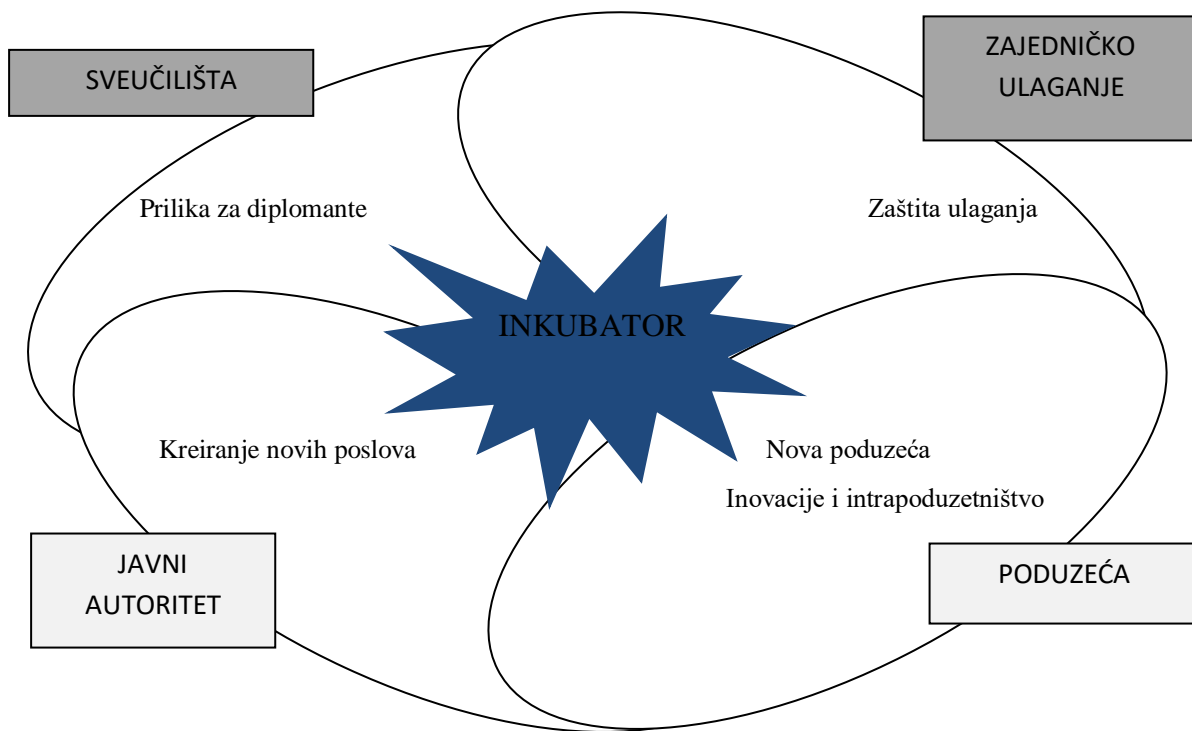 SVEUČILIŠTA
ZAJEDNIČKO
ULAGANJE
Prilika za diplomante
Zaštita ulaganja
INKUBATOR
Kreiranje novih poslova
Nova poduzeća
Inovacije i intrapoduzetništvo
JAVNI
AUTORITET
PODUZEĆA